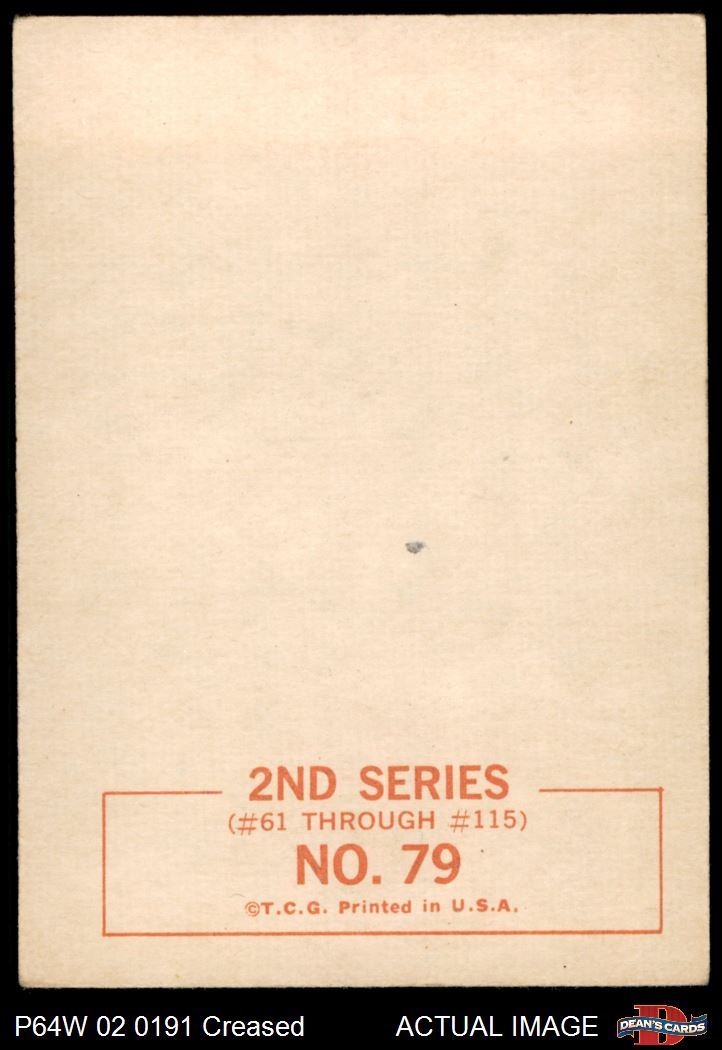 2ND SERIES
(#61 THROUGH #115)
NO. 79
©T.C.G. Printed in U.S.A.
P64W 02 0191 Creased ACTUAL IMAGE
D
DEAN'S CARDS